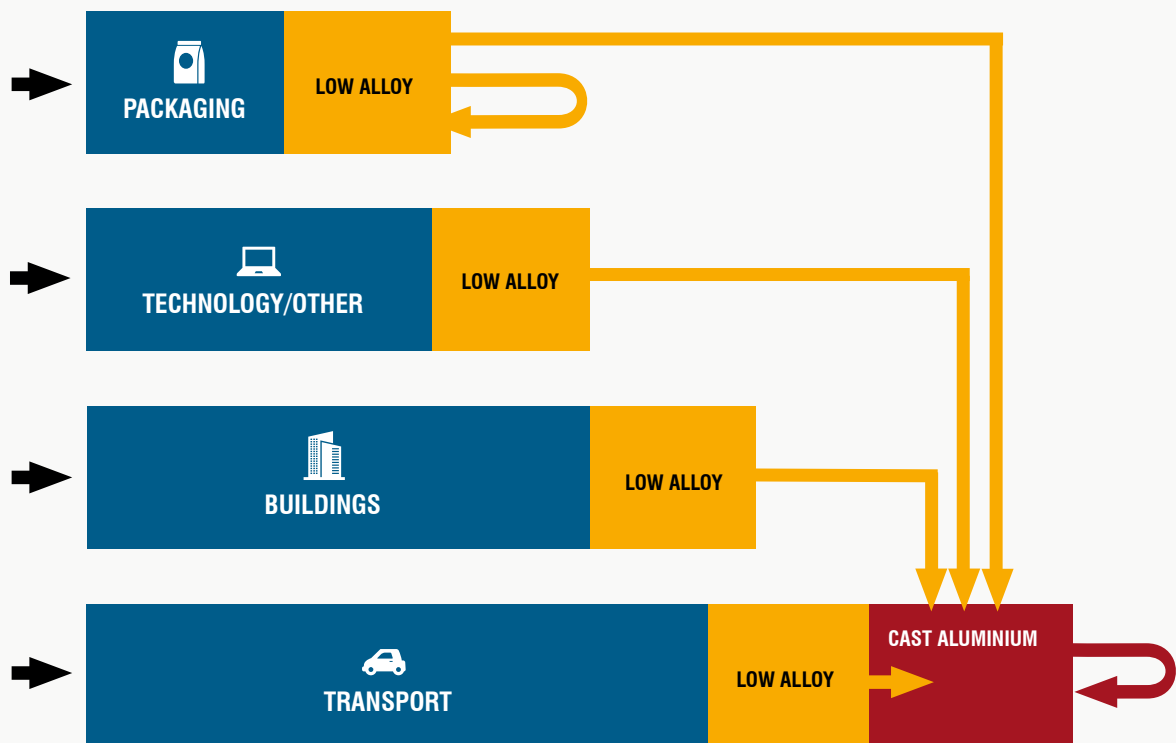 PACKAGING
LOW ALLOY
TECHNOLOGY/OTHER
LOW ALLOY
BUILDINGS
LOW ALLOY
TRANSPORT
LOW ALLOY
CAST ALUMINIUM